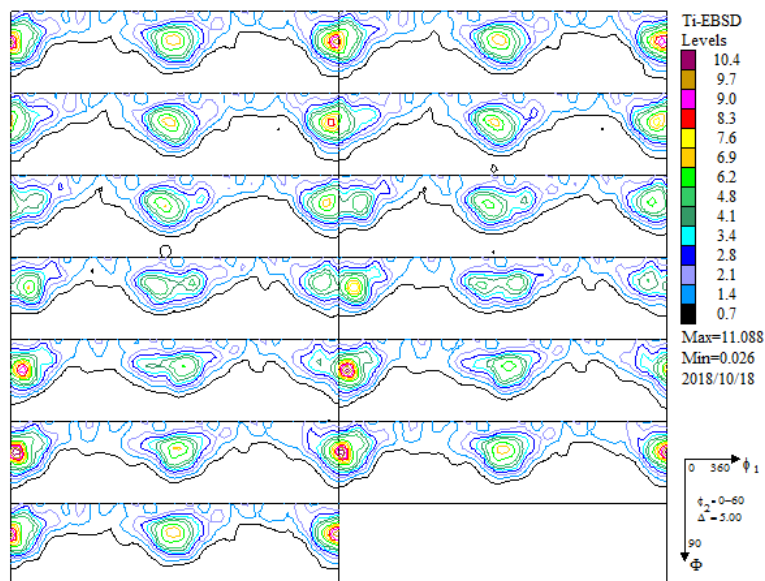 Ti-EBSD
Levels
10.4
9.7
9.0
8.3
7.6
6.9
6.2
4.8
4.1
3.4
2.8
2.1
1.4
0.7
Max=11.088
Min=0.026
2018/10/18
0 360 ϕ1
ϕ2=0-60
Δ=5.00
90
Φ